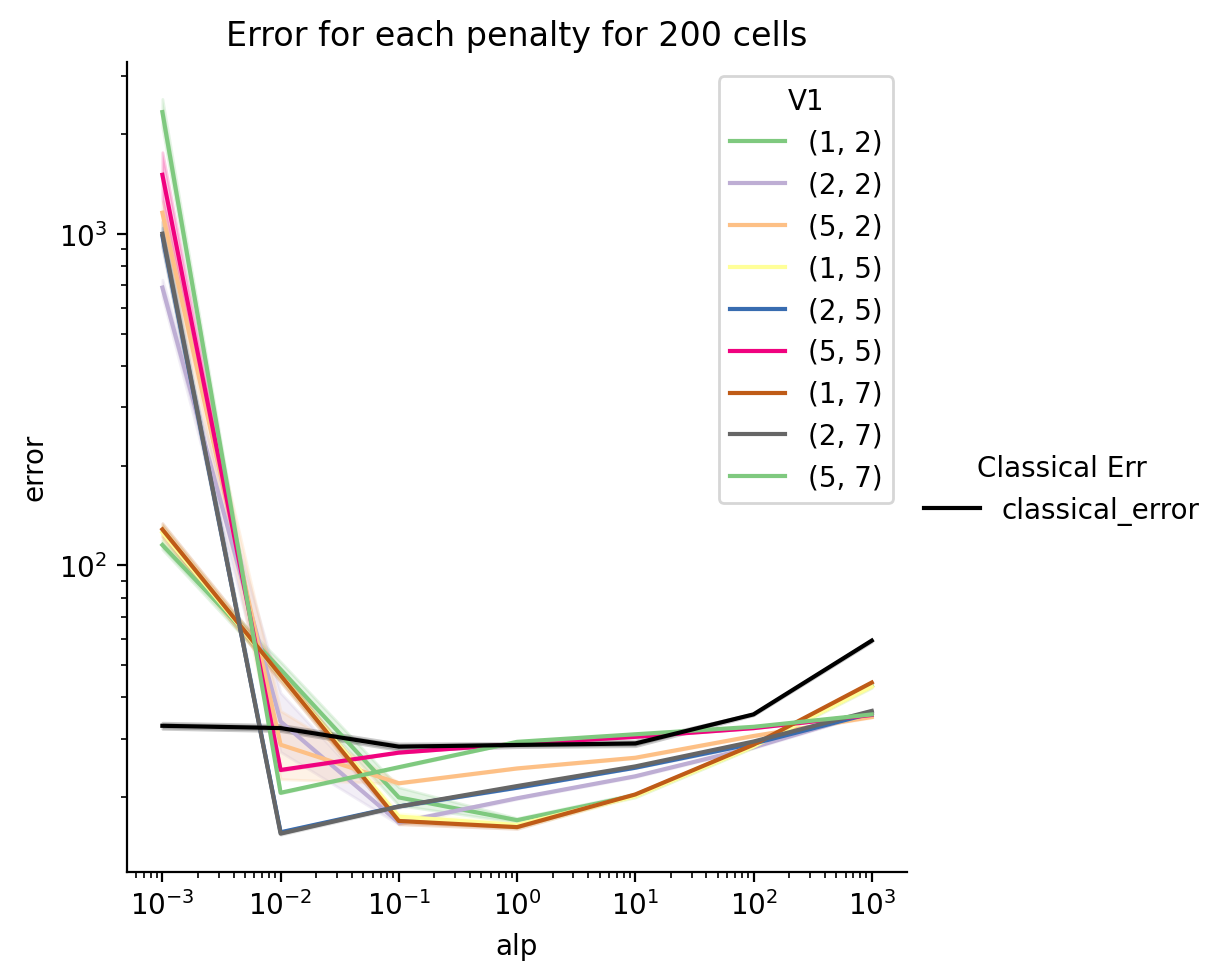 Error for each penalty for 200 cells
V1
(1, 2)
(2, 2)
(5, 2)
(1, 5)
(2, 5)
(5, 5)
(1, 7)
(2, 7)
(5, 7)
Classical Err
classical_error
error
10³
10²
10⁻³ 10⁻² 10⁻¹ 10⁰ 10¹ 10² 10³
alp